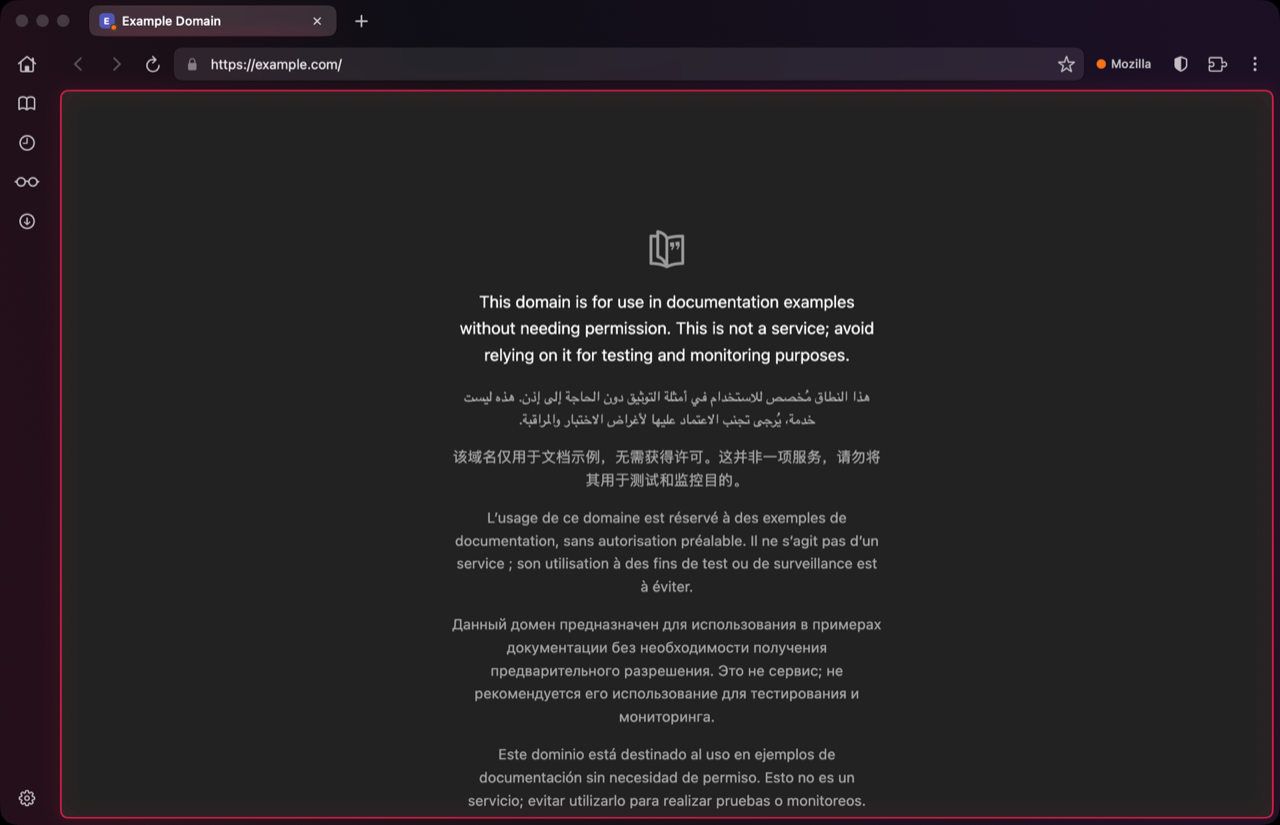 E Example Domain
https://example.com/
Mozilla
This domain is for use in documentation examples
without needing permission. This is not a service; avoid
relying on it for testing and monitoring purposes.
هذا النطاق مُخصص للاستخدام في أمثلة التوثيق دون الحاجة إلى إذن. هذه ليست
خدمة، يُرجى تجنب الاعتماد عليها لأغراض الاختبار والمراقبة.
该域名仅用于文档示例，无需获得许可。这并非一项服务，请勿将
其用于测试和监控目的。
L’usage de ce domaine est réservé à des exemples de
documentation, sans autorisation préalable. Il ne s’agit pas d’un
service ; son utilisation à des fins de test ou de surveillance est
à éviter.
Данный домен предназначен для использования в примерах
документации без необходимости получения
предварительного разрешения. Это не сервис; не
рекомендуется его использование для тестирования и
мониторинга.
Este dominio está destinado al uso en ejemplos de
documentación sin necesidad de permiso. Esto no es un
servicio; evitar utilizarlo para realizar pruebas o monitoreos.